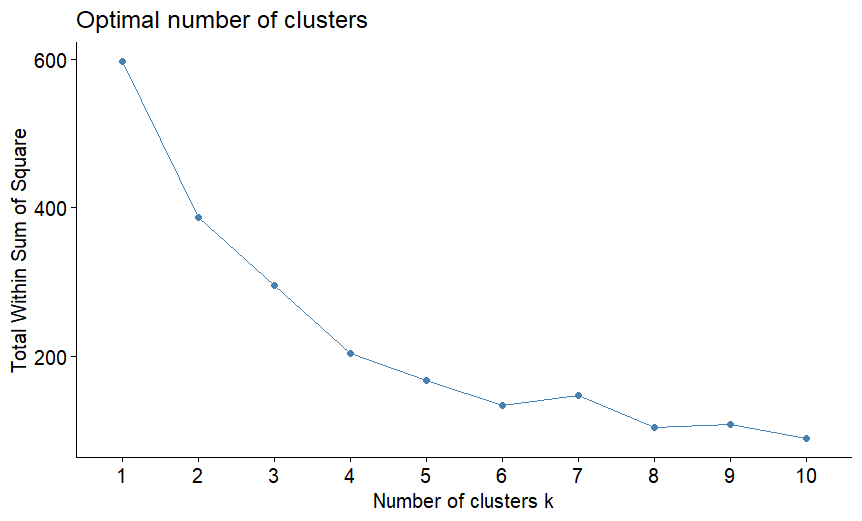 Optimal number of clusters
Total Within Sum of Square
600
400
200
1 2 3 4 5 6 7 8 9 10
Number of clusters k